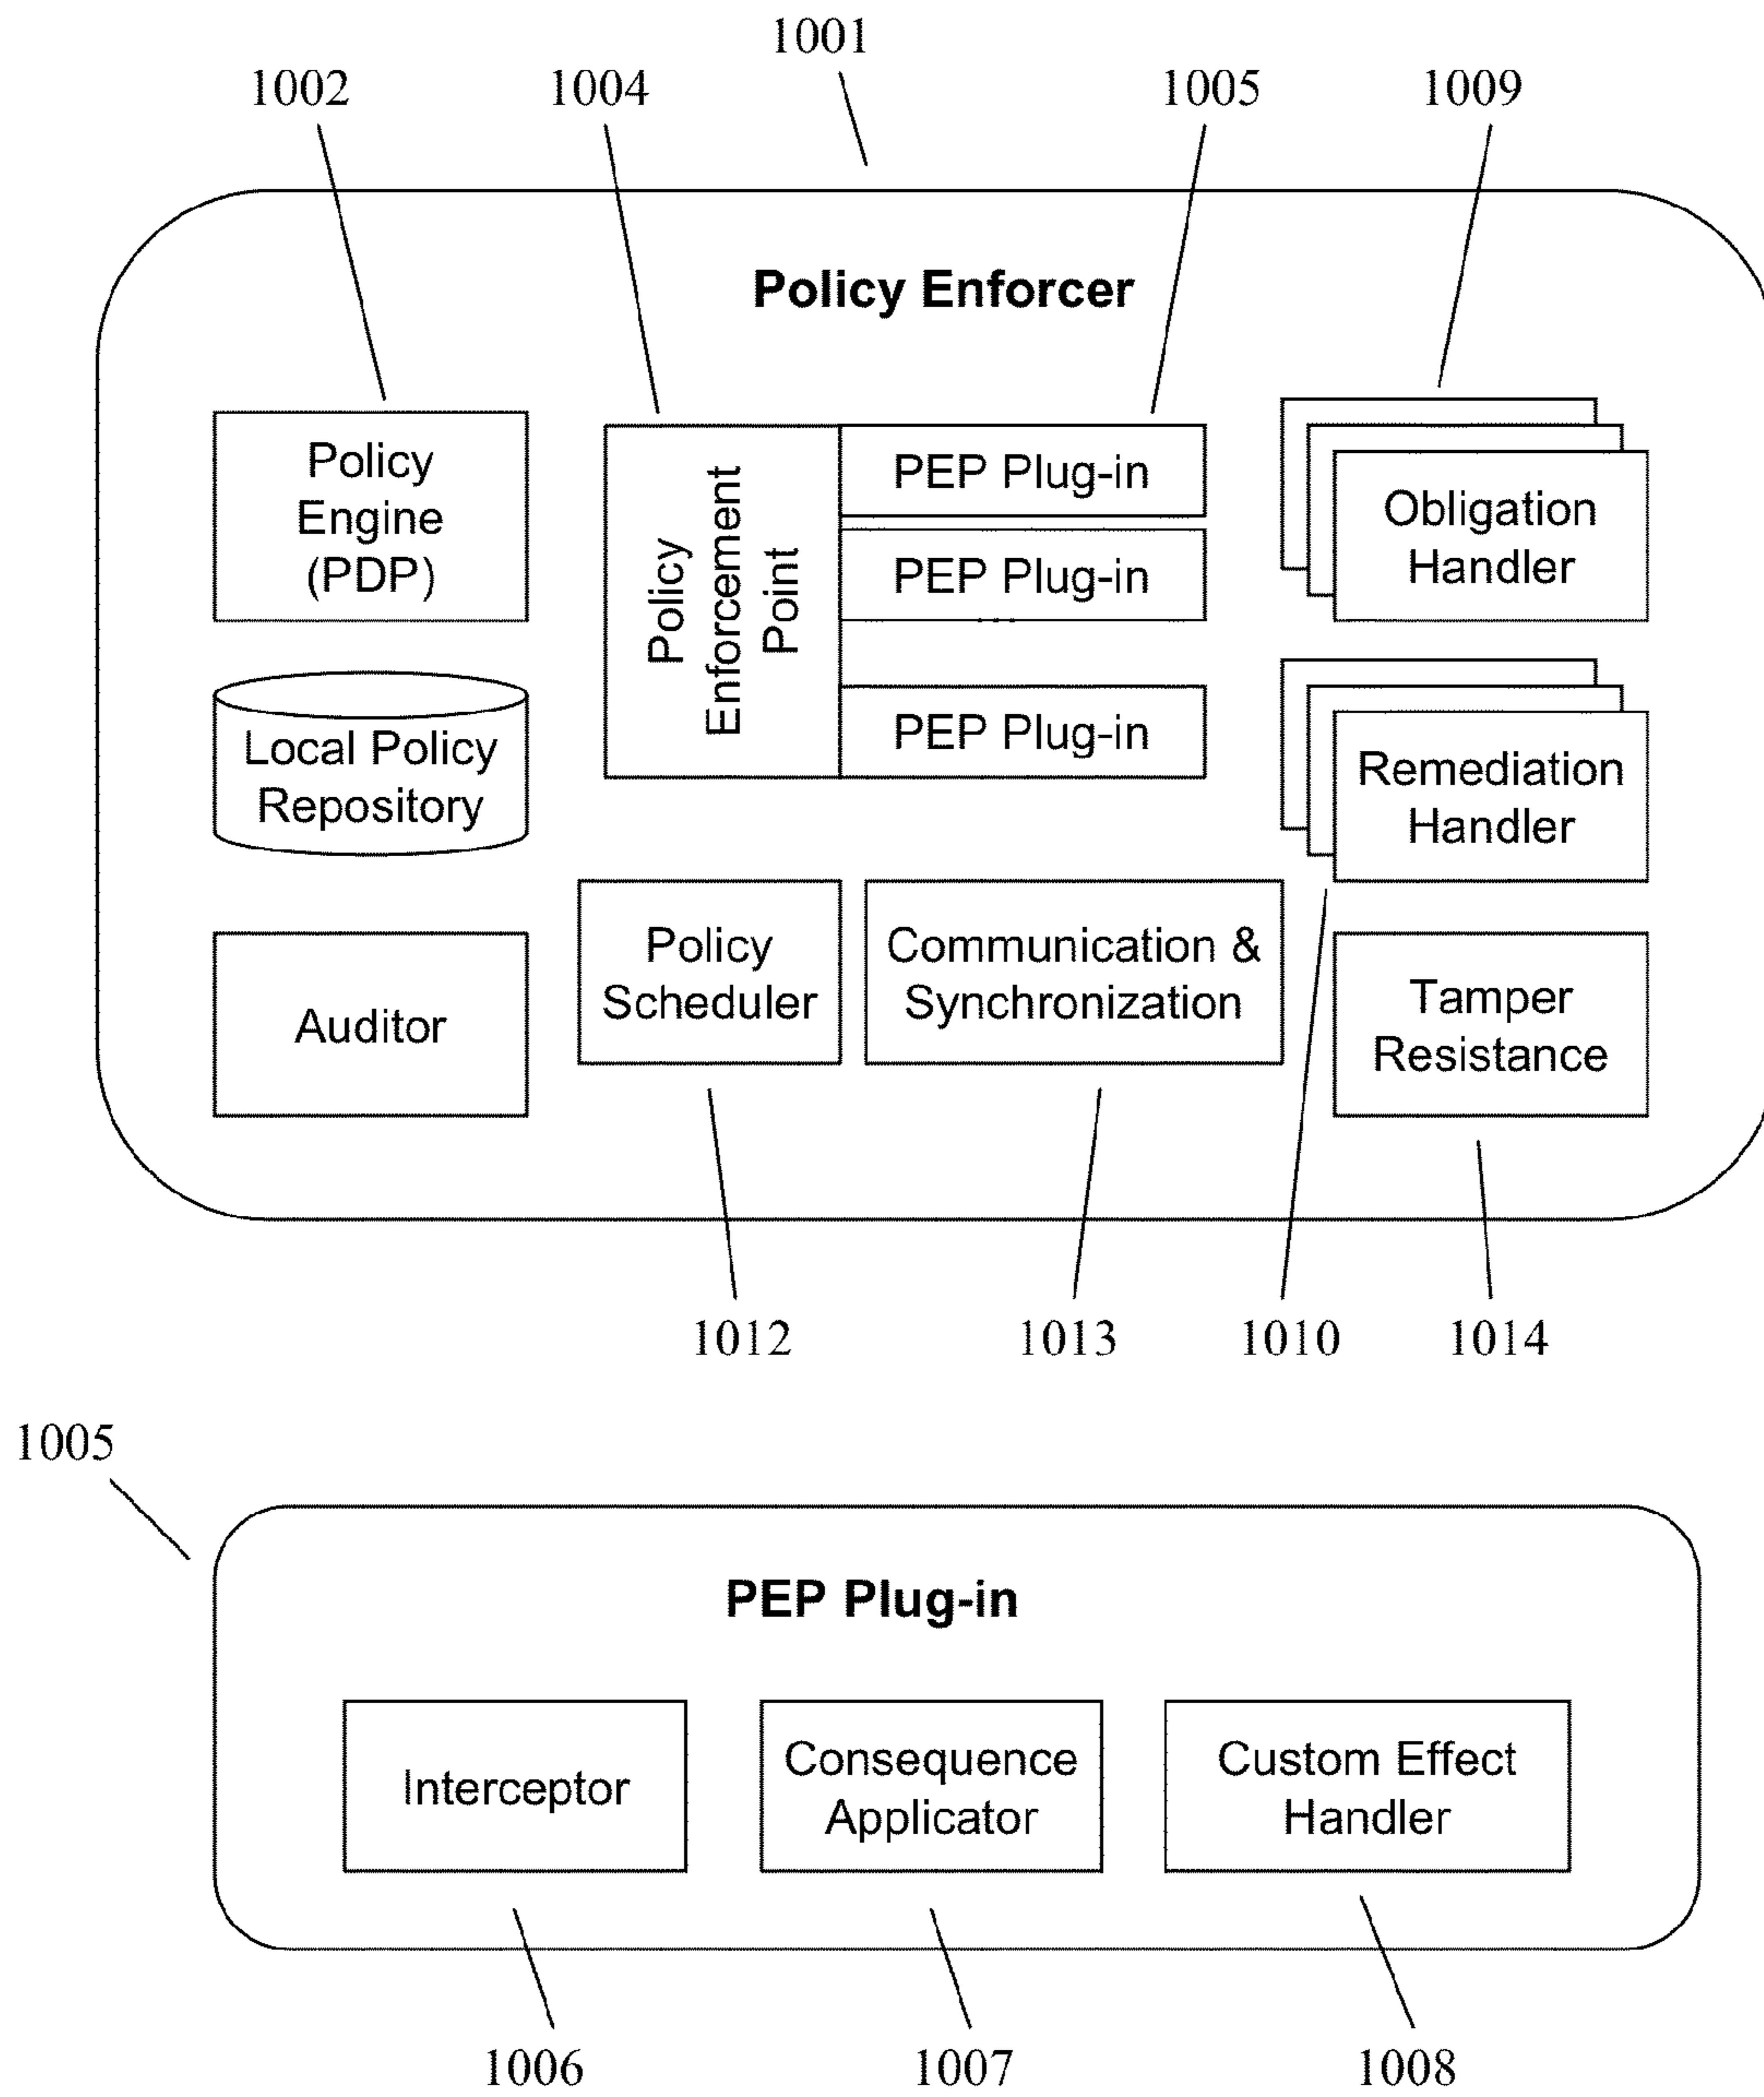 1001
1002
1004
1005
1009
Policy Enforcer
Policy
Engine
(PDP)
Policy
Enforcement
Point
PEP Plug-in
PEP Plug-in
PEP Plug-in
Obligation
Handler
Local Policy
Repository
Remediation
Handler
Auditor
Policy
Scheduler
Communication &
Synchronization
Tamper
Resistance
1012
1013
1010
1014
1005
PEP Plug-in
Interceptor
Consequence
Applicator
Custom Effect
Handler
1006
1007
1008